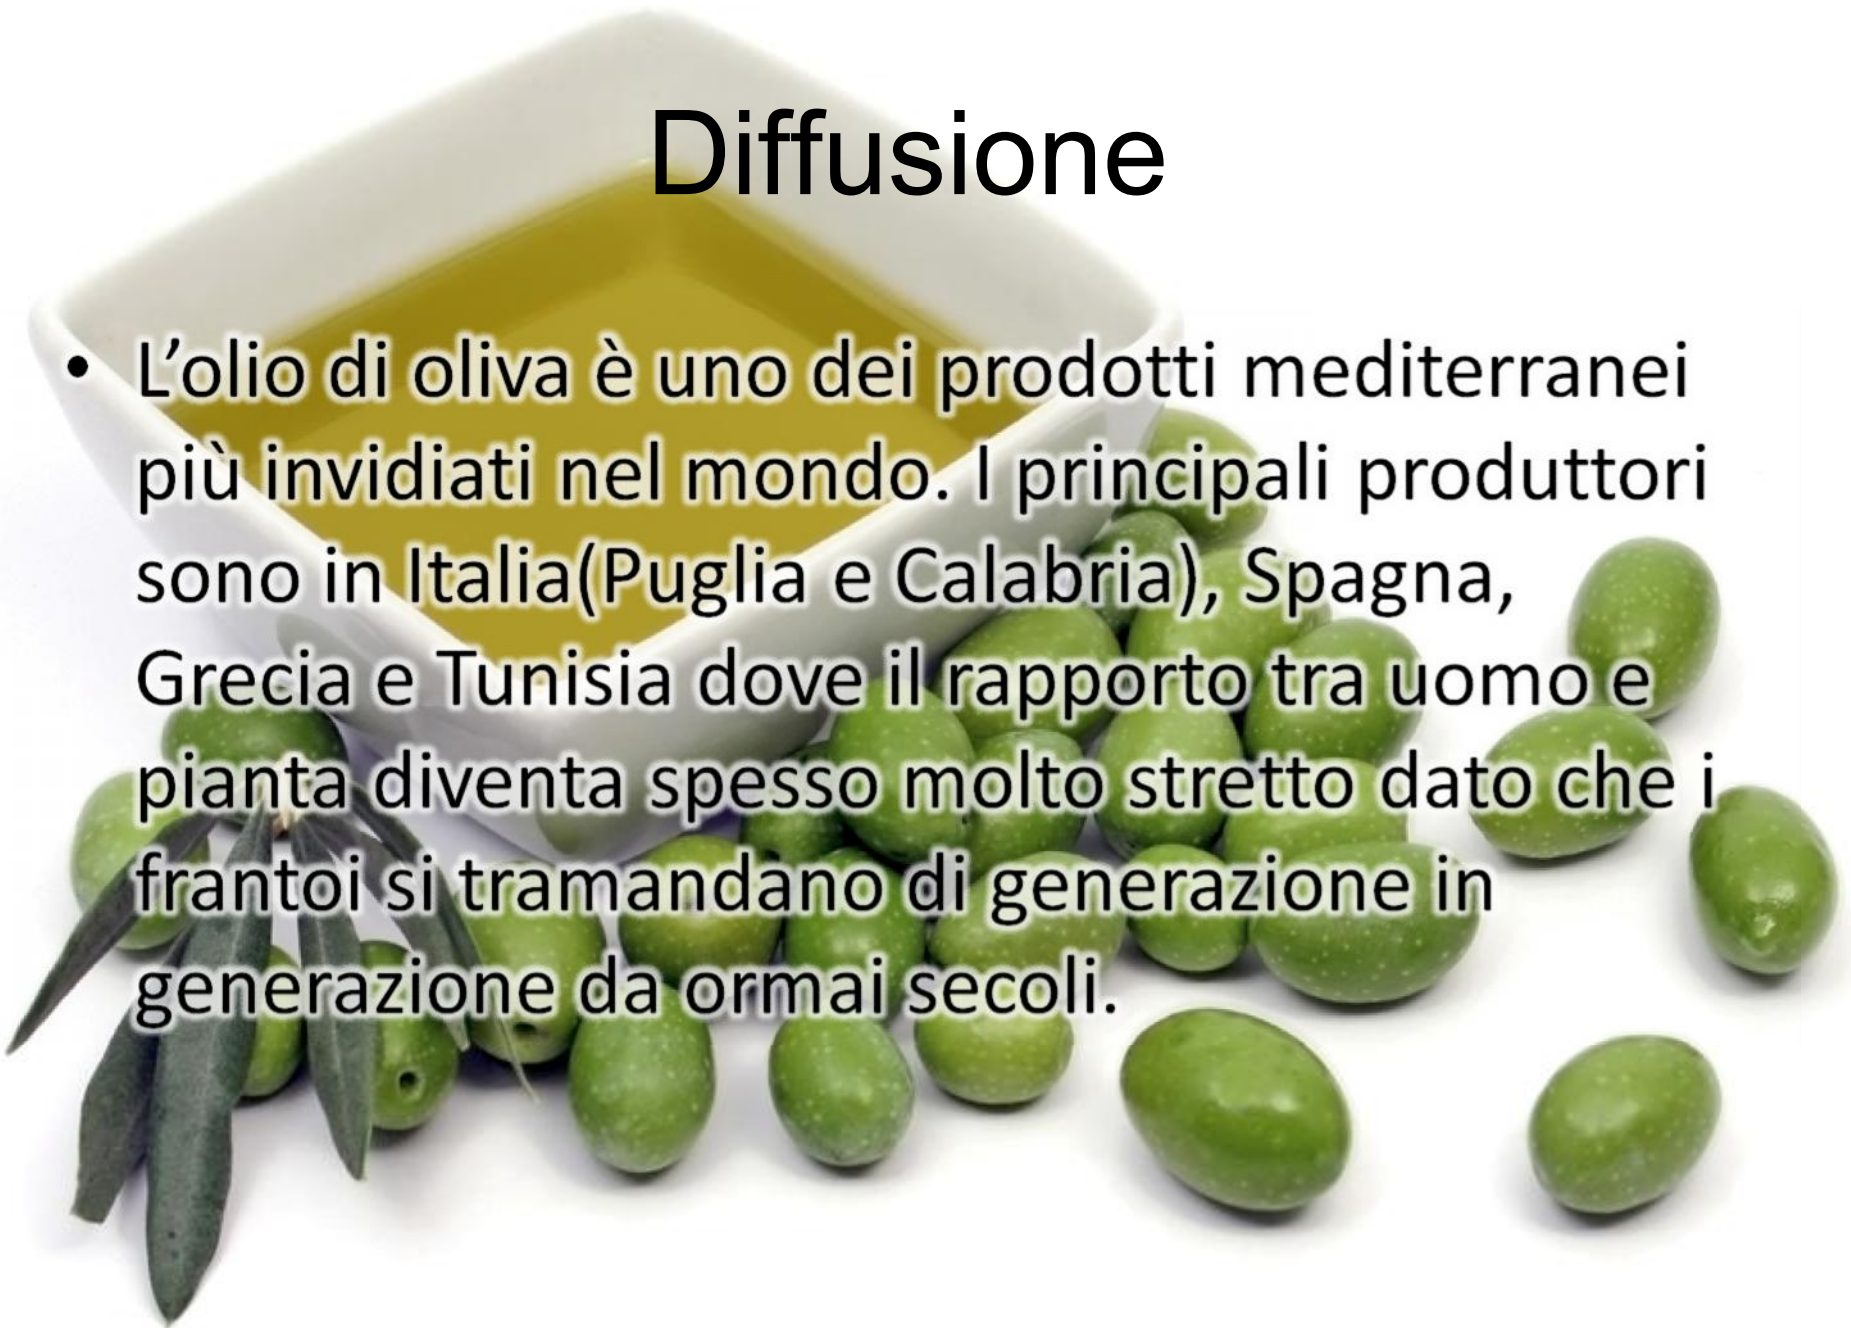 Diffusione
• L’olio di oliva è uno dei prodotti mediterranei
più invidiati nel mondo. I principali produttori
sono in Italia(Puglia e Calabria), Spagna,
Grecia e Tunisia dove il rapporto tra uomo e
pianta diventa spesso molto stretto dato che i
frantoi si tramandano di generazione in
generazione da ormai secoli.